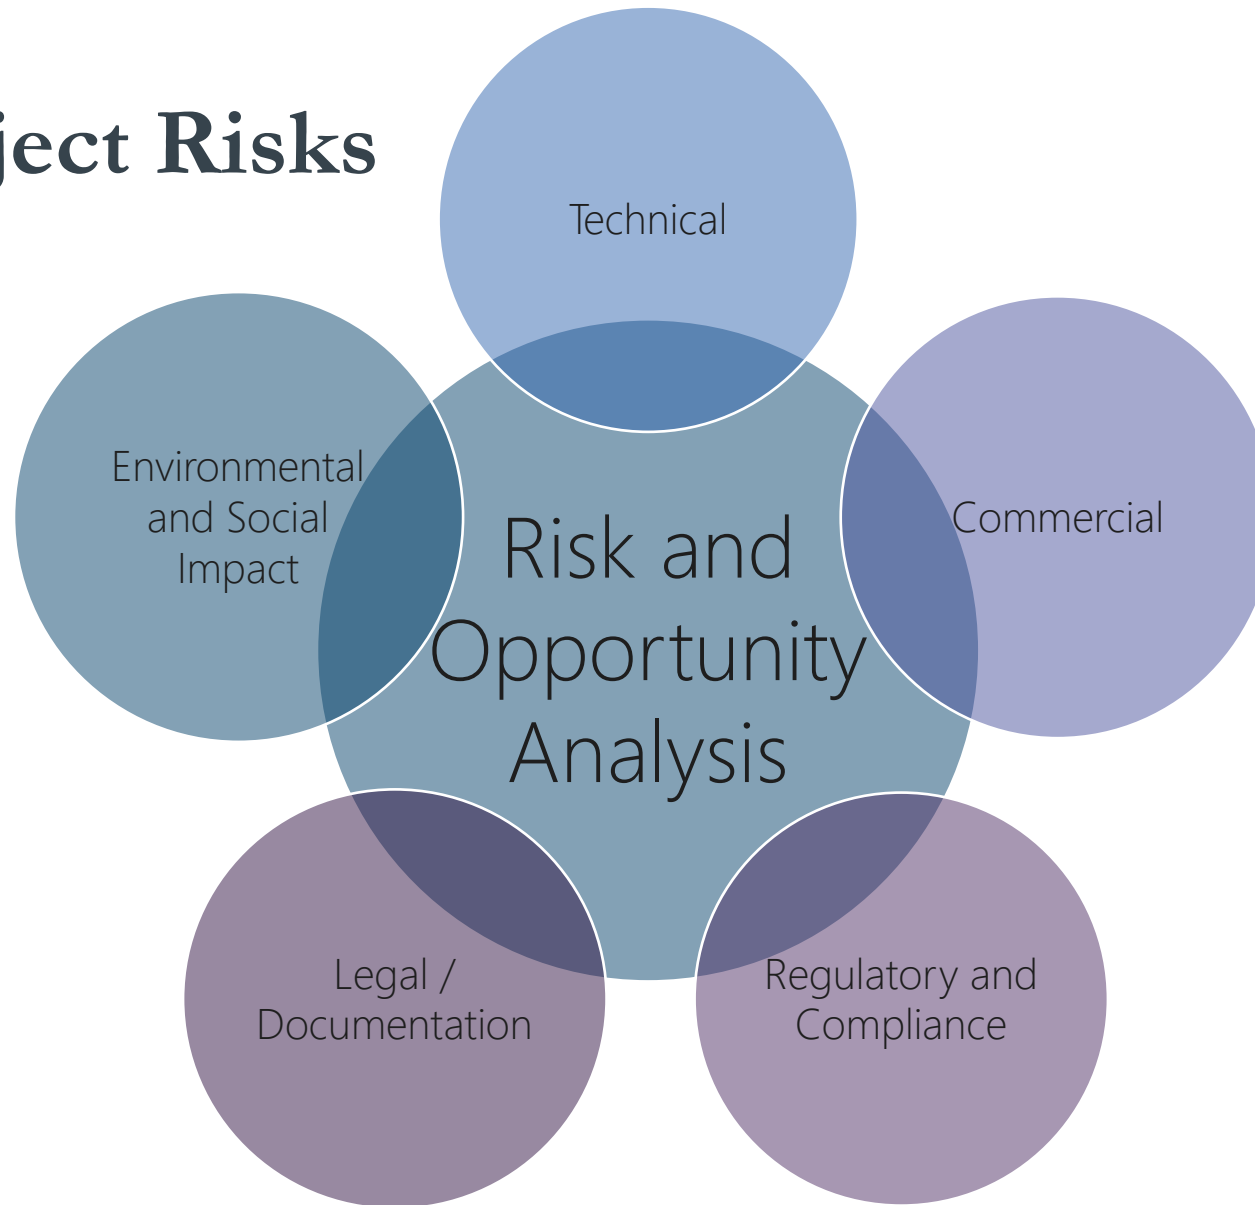 ject Risks
Technical
Environmental
and Social
Impact
Commercial
Risk and
Opportunity
Analysis
Legal /
Documentation
Regulatory and
Compliance